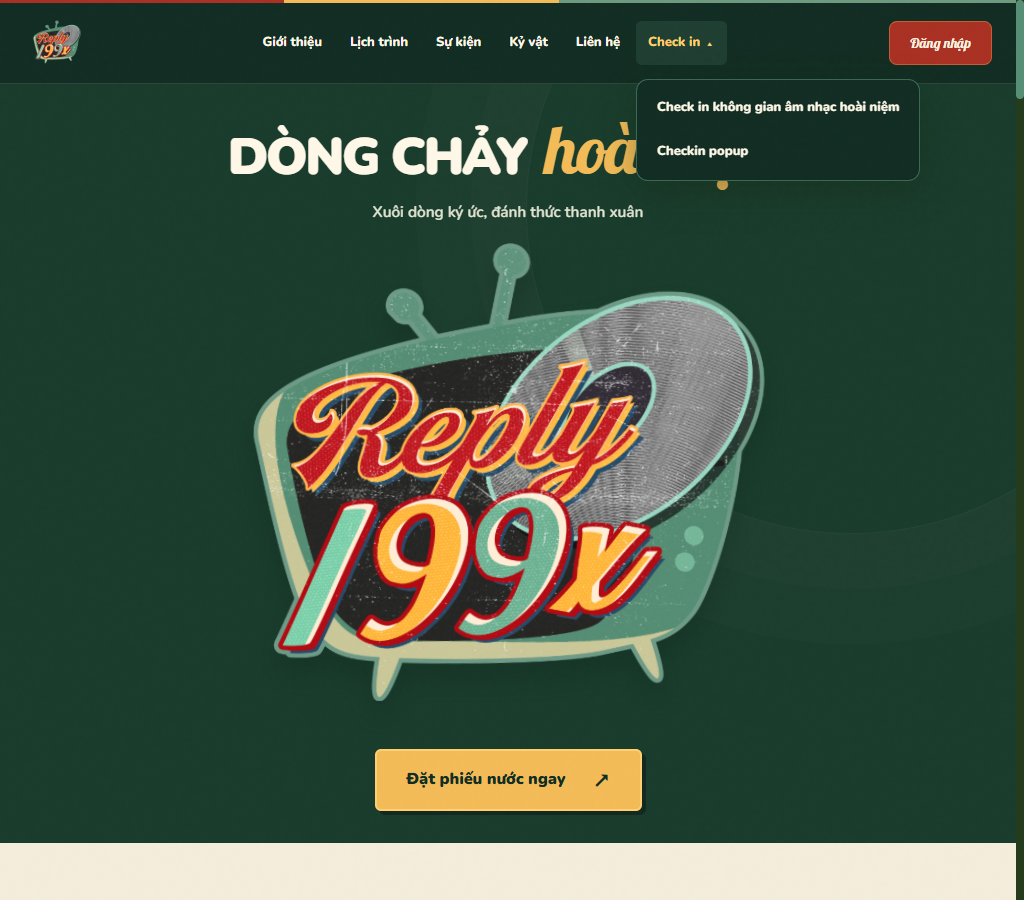 Reply
199x
Giới thiệu
Lịch trình
Sự kiện
Kỷ vật
Liên hệ
Check in
Đăng nhập
Check in không gian âm nhạc hoài niệm
Checkin popup
DÒNG CHẢY hoà
Xuôi dòng ký ức, đánh thức thanh xuân
Reply
199x
Đặt phiếu nước ngay ↗